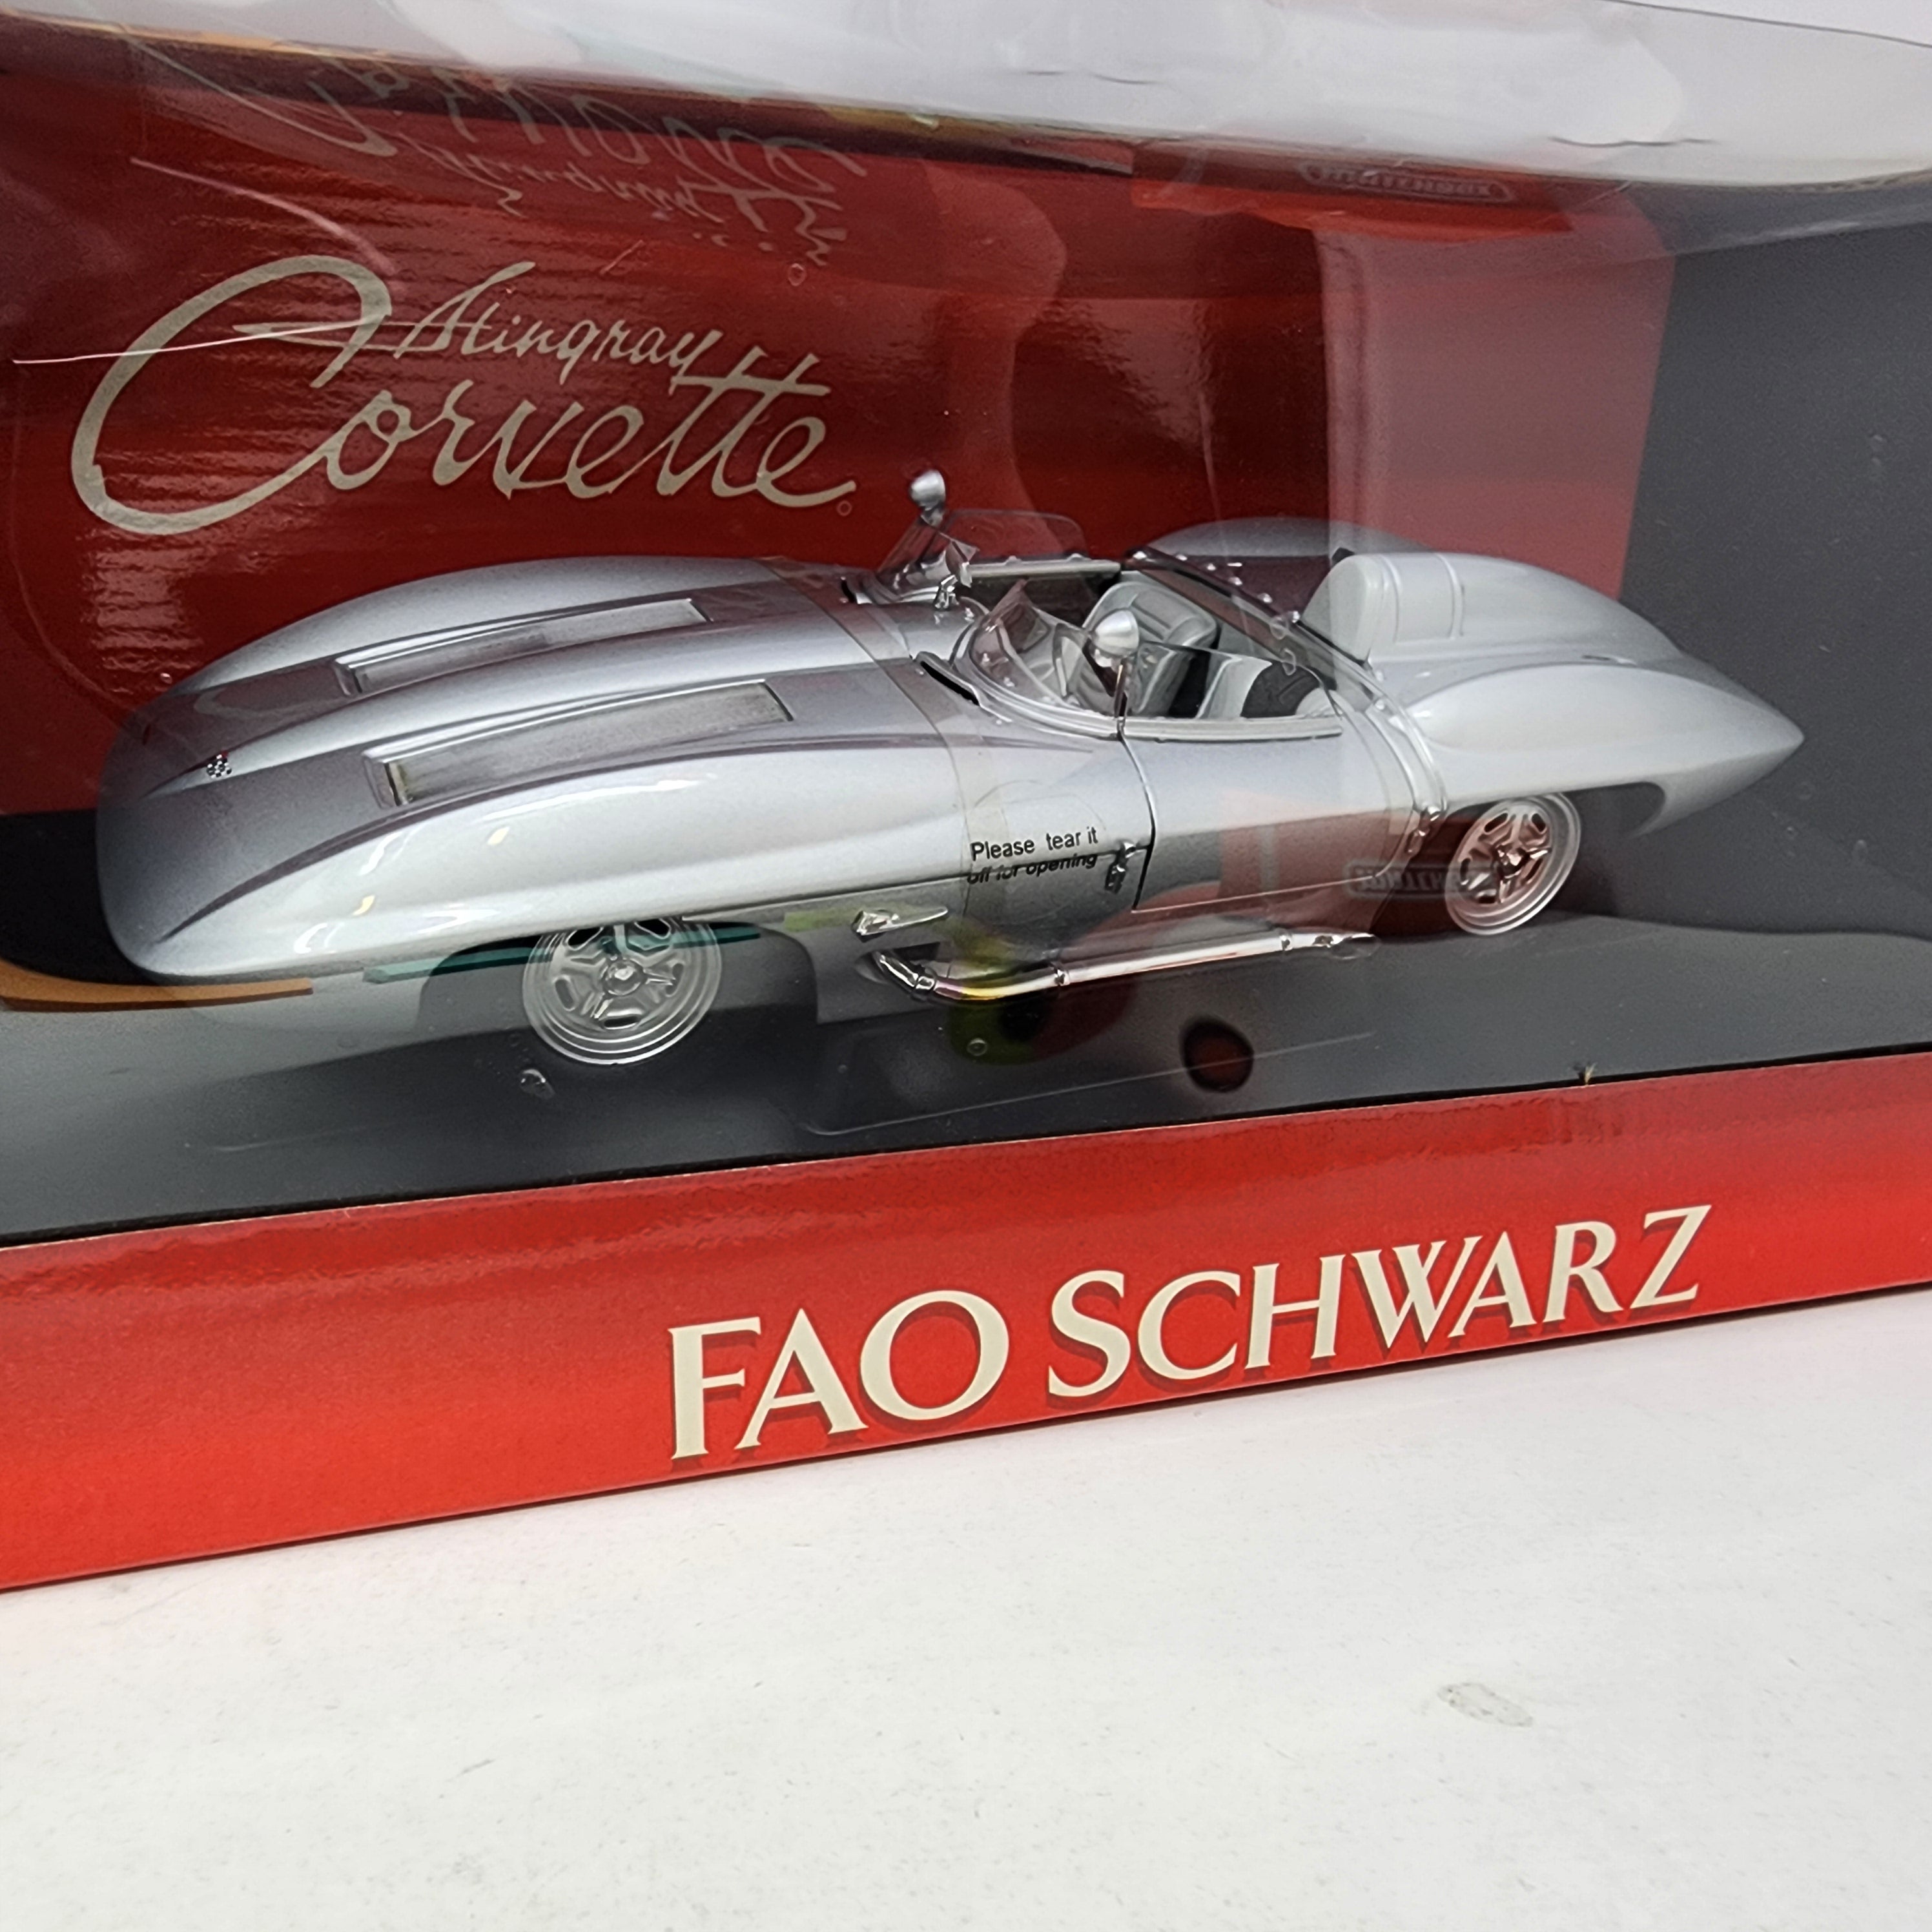 Stingray
Corvette
Please tear it
off for opening
FAO SCHWARZ